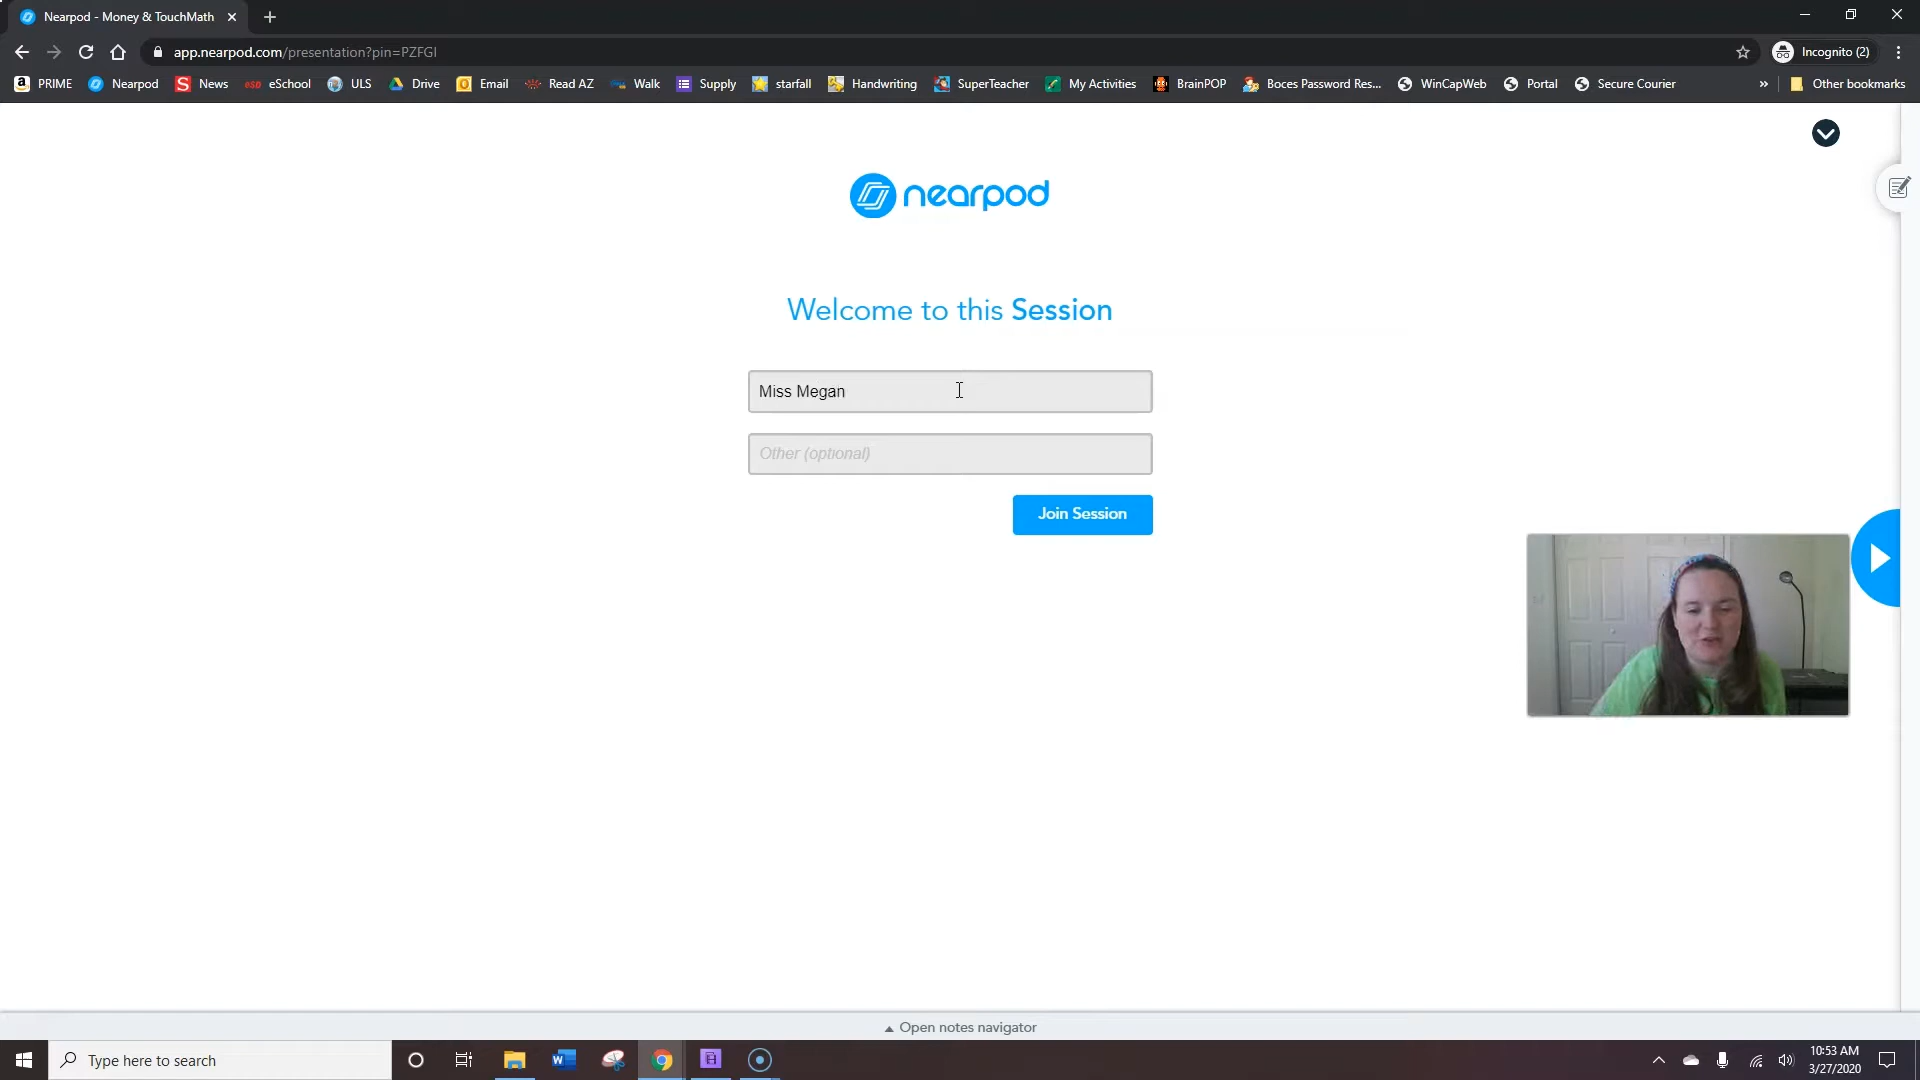 Nearpod - Money & TouchMath
app.nearpod.com/presentation?pin=PZFGI
Incognito (2)
PRIME Nearpod News eSchool ULS Drive Email Read AZ Walk Supply starfall Handwriting SuperTeacher My Activities BrainPOP Boces Password Res... WinCapWeb Portal Secure Courier » Other bookmarks
nearpod
Welcome to this Session
Miss Megan
Other (optional)
Join Session
Open notes navigator
Type here to search
10:53 AM
3/27/2020